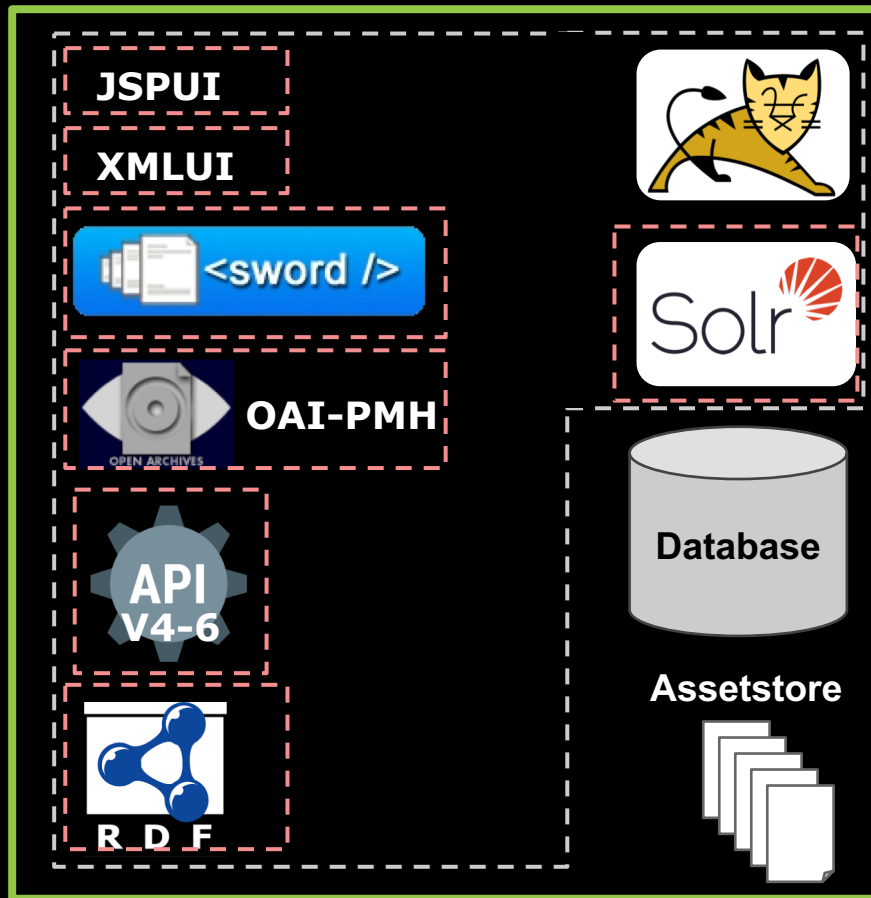 JSPUI
XMLUI
<sword />
Solr
OPEN ARCHIVES
OAI-PMH
API
V4-6
Database
Assetstore
R D F